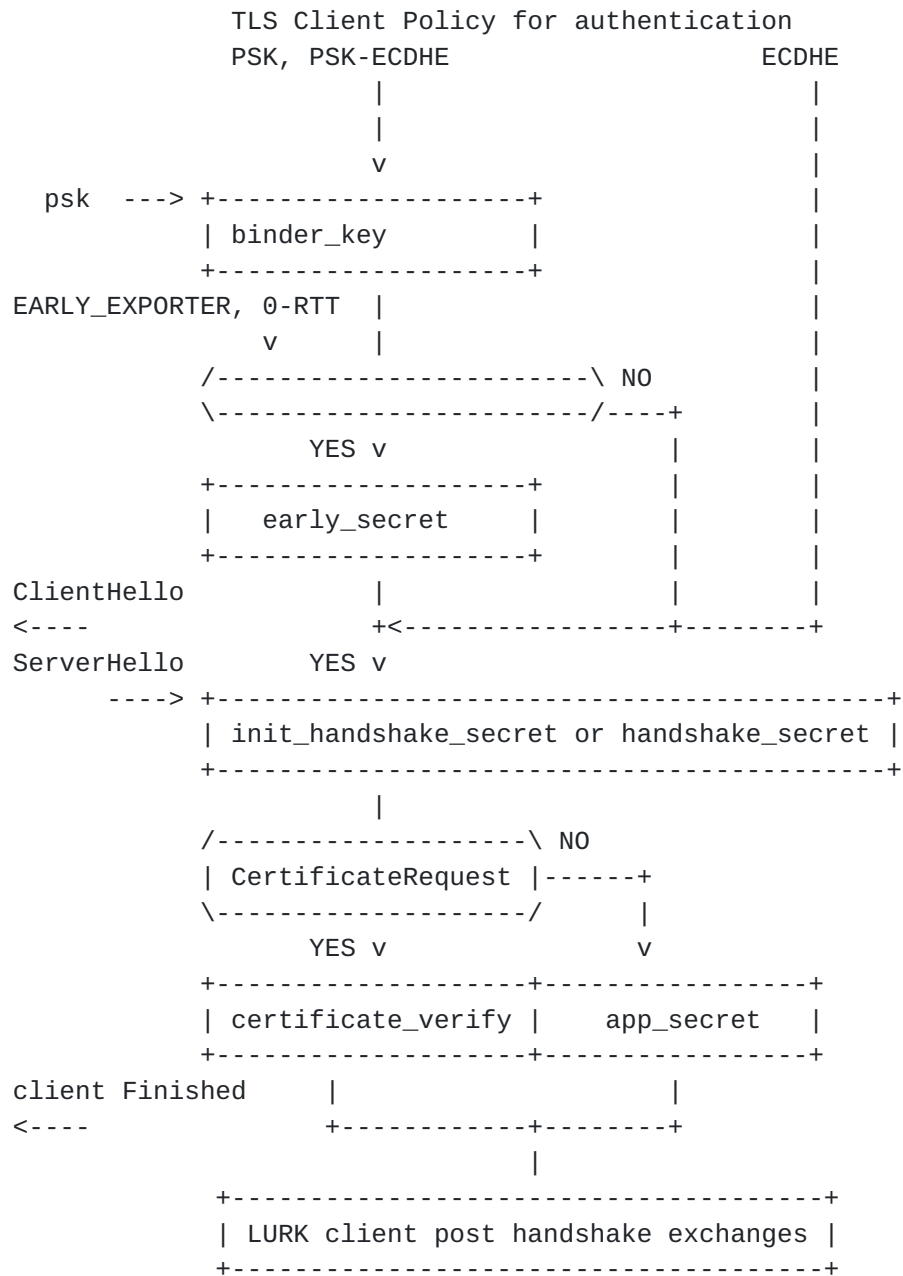 TLS Client Policy for authentication
PSK, PSK-ECDHE ECDHE
| |
| |
v |
psk ---> +--------------------+ |
| binder_key | |
+--------------------+ |
EARLY_EXPORTER, 0-RTT | |
v | |
/------------------------\ NO |
\------------------------/----+ |
YES v | |
+--------------------+ | |
| early_secret | | |
+--------------------+ | |
ClientHello | | |
<---- +<-----------------+--------+
ServerHello YES v
----> +-------------------------------------------+
| init_handshake_secret or handshake_secret |
+-------------------------------------------+
|
/--------------------\ NO
| CertificateRequest |------+
\--------------------/ |
YES v v
+--------------------+-----------------+
| certificate_verify | app_secret |
+--------------------+-----------------+
client Finished | |
<---- +------------+--------+
|
+--------------------------------------+
| LURK client post handshake exchanges |
+--------------------------------------+